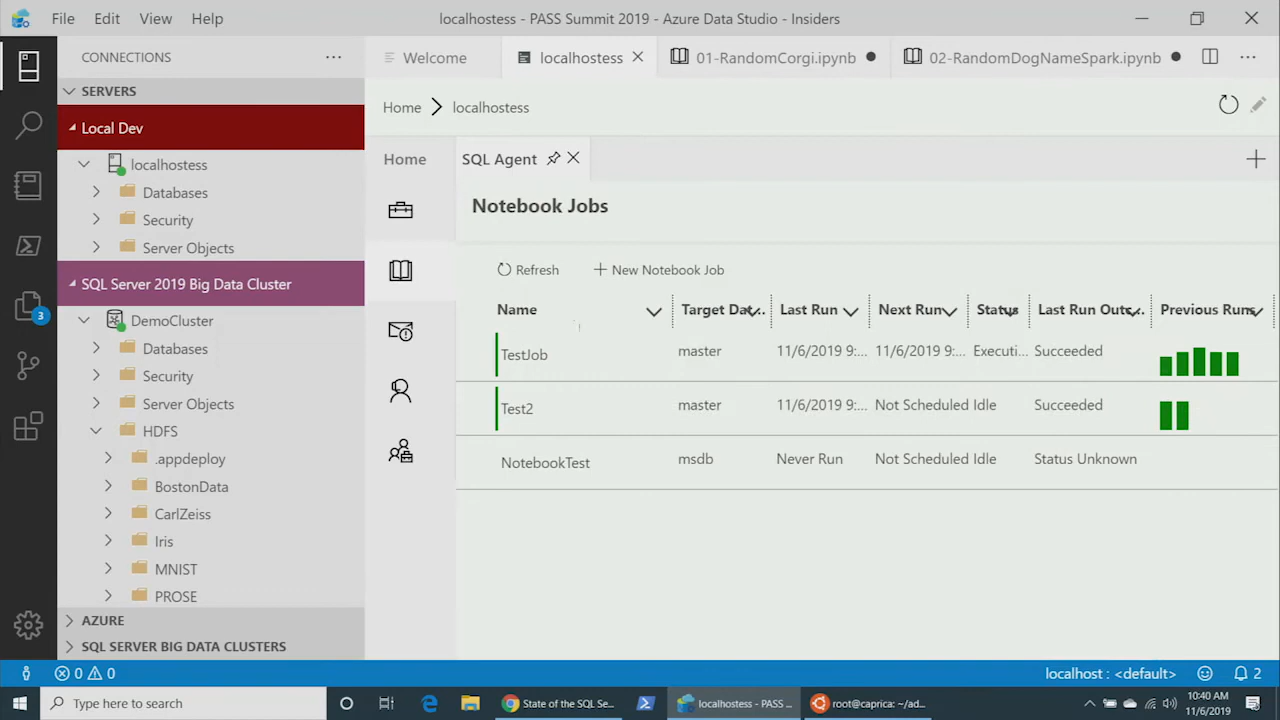 File Edit View Help
localhostess - PASS Summit 2019 - Azure Data Studio - Insiders
CONNECTIONS
SERVERS
Local Dev
localhostess
Databases
Security
Server Objects
SQL Server 2019 Big Data Cluster
DemoCluster
Databases
Security
Server Objects
HDFS
.appdeploy
BostonData
CarlZeiss
Iris
MNIST
PROSE
AZURE
SQL SERVER BIG DATA CLUSTERS
3
Welcome localhostess 01-RandomCorgi.ipynb 02-RandomDogNameSpark.ipynb
Home localhostess
Home SQL Agent
Notebook Jobs
Refresh New Notebook Job
Name Target Dat... Last Run Next Run Status Last Run Outc... Previous Runs
TestJob master 11/6/2019 9:... 11/6/2019 9:... Executi... Succeeded
Test2 master 11/6/2019 9:... Not Scheduled Idle Succeeded
NotebookTest msdb Never Run Not Scheduled Idle Status Unknown
0 0 localhost : <default> 2
Type here to search State of the SQL Se... localhostess - PASS ... root@caprica: ~/ad... 10:40 AM
11/6/2019